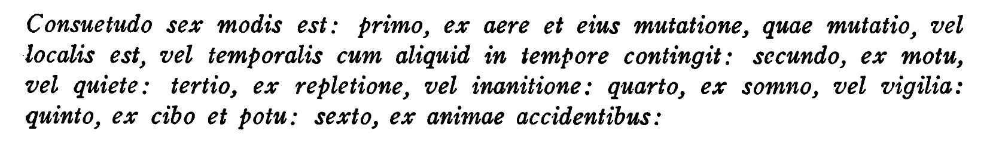 Consuetudo sex modis est: primo, ex aere et eius mutatione, quae mutatio, vel
localis est, vel temporalis cum aliquid in tempore contingit: secundo, ex motu,
vel quiete: tertio, ex repletione, vel inanitione: quarto, ex somno, vel vigilia:
quinto, ex cibo et potu: sexto, ex animae accidentibus: